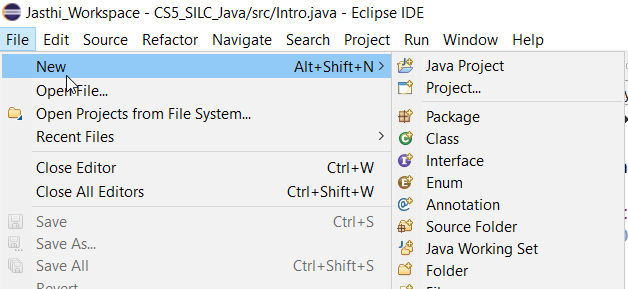 Jasthi_Workspace - CS5_SILC_Java/src/Intro.java - Eclipse IDE
File Edit Source Refactor Navigate Search Project Run Window Help
New Alt+Shift+N >
Open File...
Open Projects from File System...
Recent Files >
Close Editor Ctrl+W
Close All Editors Ctrl+Shift+W
Save Ctrl+S
Save As...
Save All Ctrl+Shift+S
Revert
Java Project
Project...
Package
Class
Interface
Enum
Annotation
Source Folder
Java Working Set
Folder